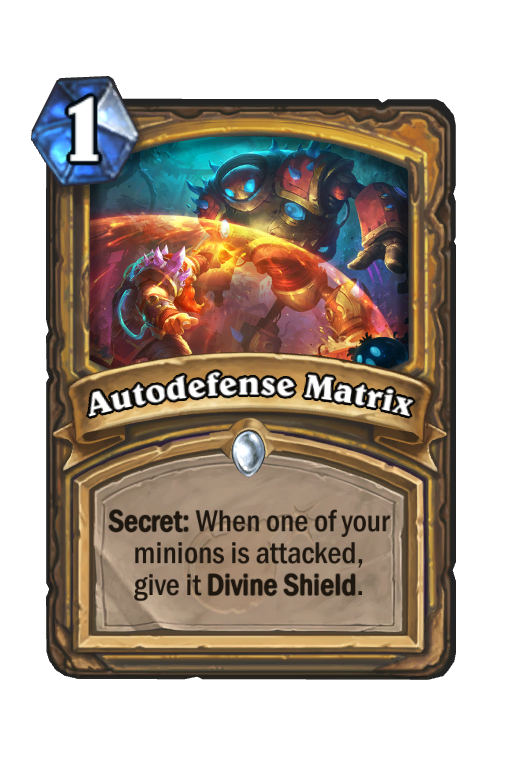 1
Autodefense Matrix
Secret: When one of your
minions is attacked,
give it Divine Shield.